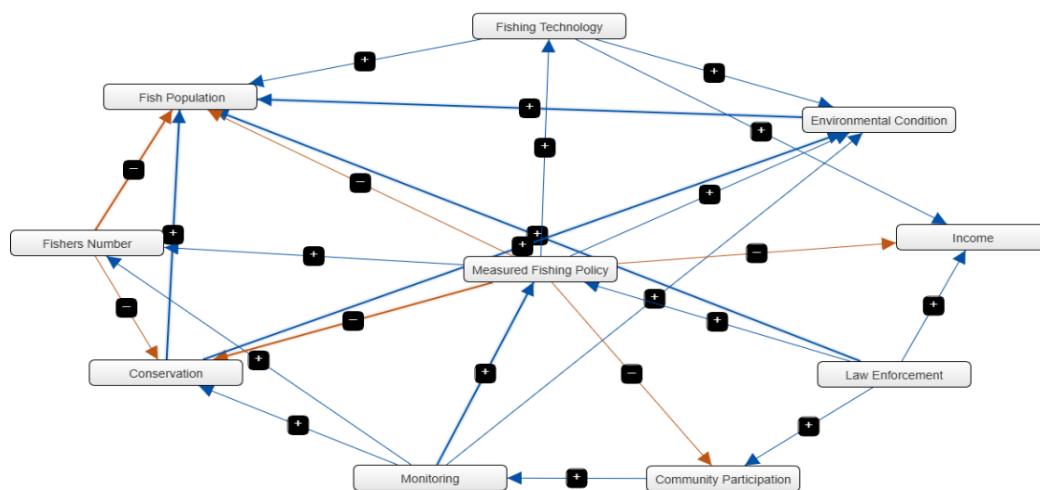 Fishing Technology
+
+
Fish Population
+
Environmental Condition
+
+
−
−
+
Fishers Number
+
+
+
Income
+
−
Measured Fishing Policy
−
+
+
−
+
+
Conservation
+
−
Law Enforcement
+
+
+
Monitoring
+
Community Participation